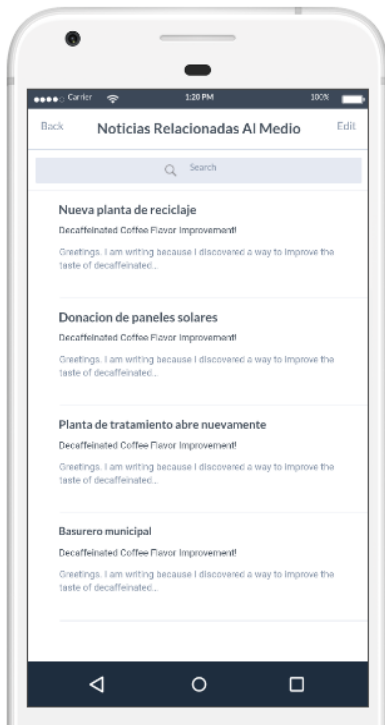 Carrier 1:20 PM 100%
Back Noticias Relacionadas Al Medio Edit
Search
Nueva planta de reciclaje
Decaffeinated Coffee Flavor Improvement!
Greetings. I am writing because I discovered a way to improve the
taste of decaffeinated...
Donacion de paneles solares
Decaffeinated Coffee Flavor Improvement!
Greetings. I am writing because I discovered a way to improve the
taste of decaffeinated...
Planta de tratamiento abre nuevamente
Decaffeinated Coffee Flavor Improvement!
Greetings. I am writing because I discovered a way to improve the
taste of decaffeinated...
Basurero municipal
Decaffeinated Coffee Flavor Improvement!
Greetings. I am writing because I discovered a way to improve the
taste of decaffeinated...